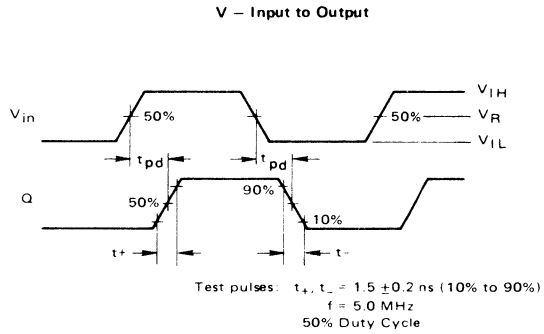 V – Input to Output
V_IH
V_in
50%
50%
V_R
V_IL
t_pd
t_pd
Q
50%
90%
10%
t+
t-
Test pulses: t+, t- = 1.5 ±0.2 ns (10% to 90%)
f = 5.0 MHz
50% Duty Cycle